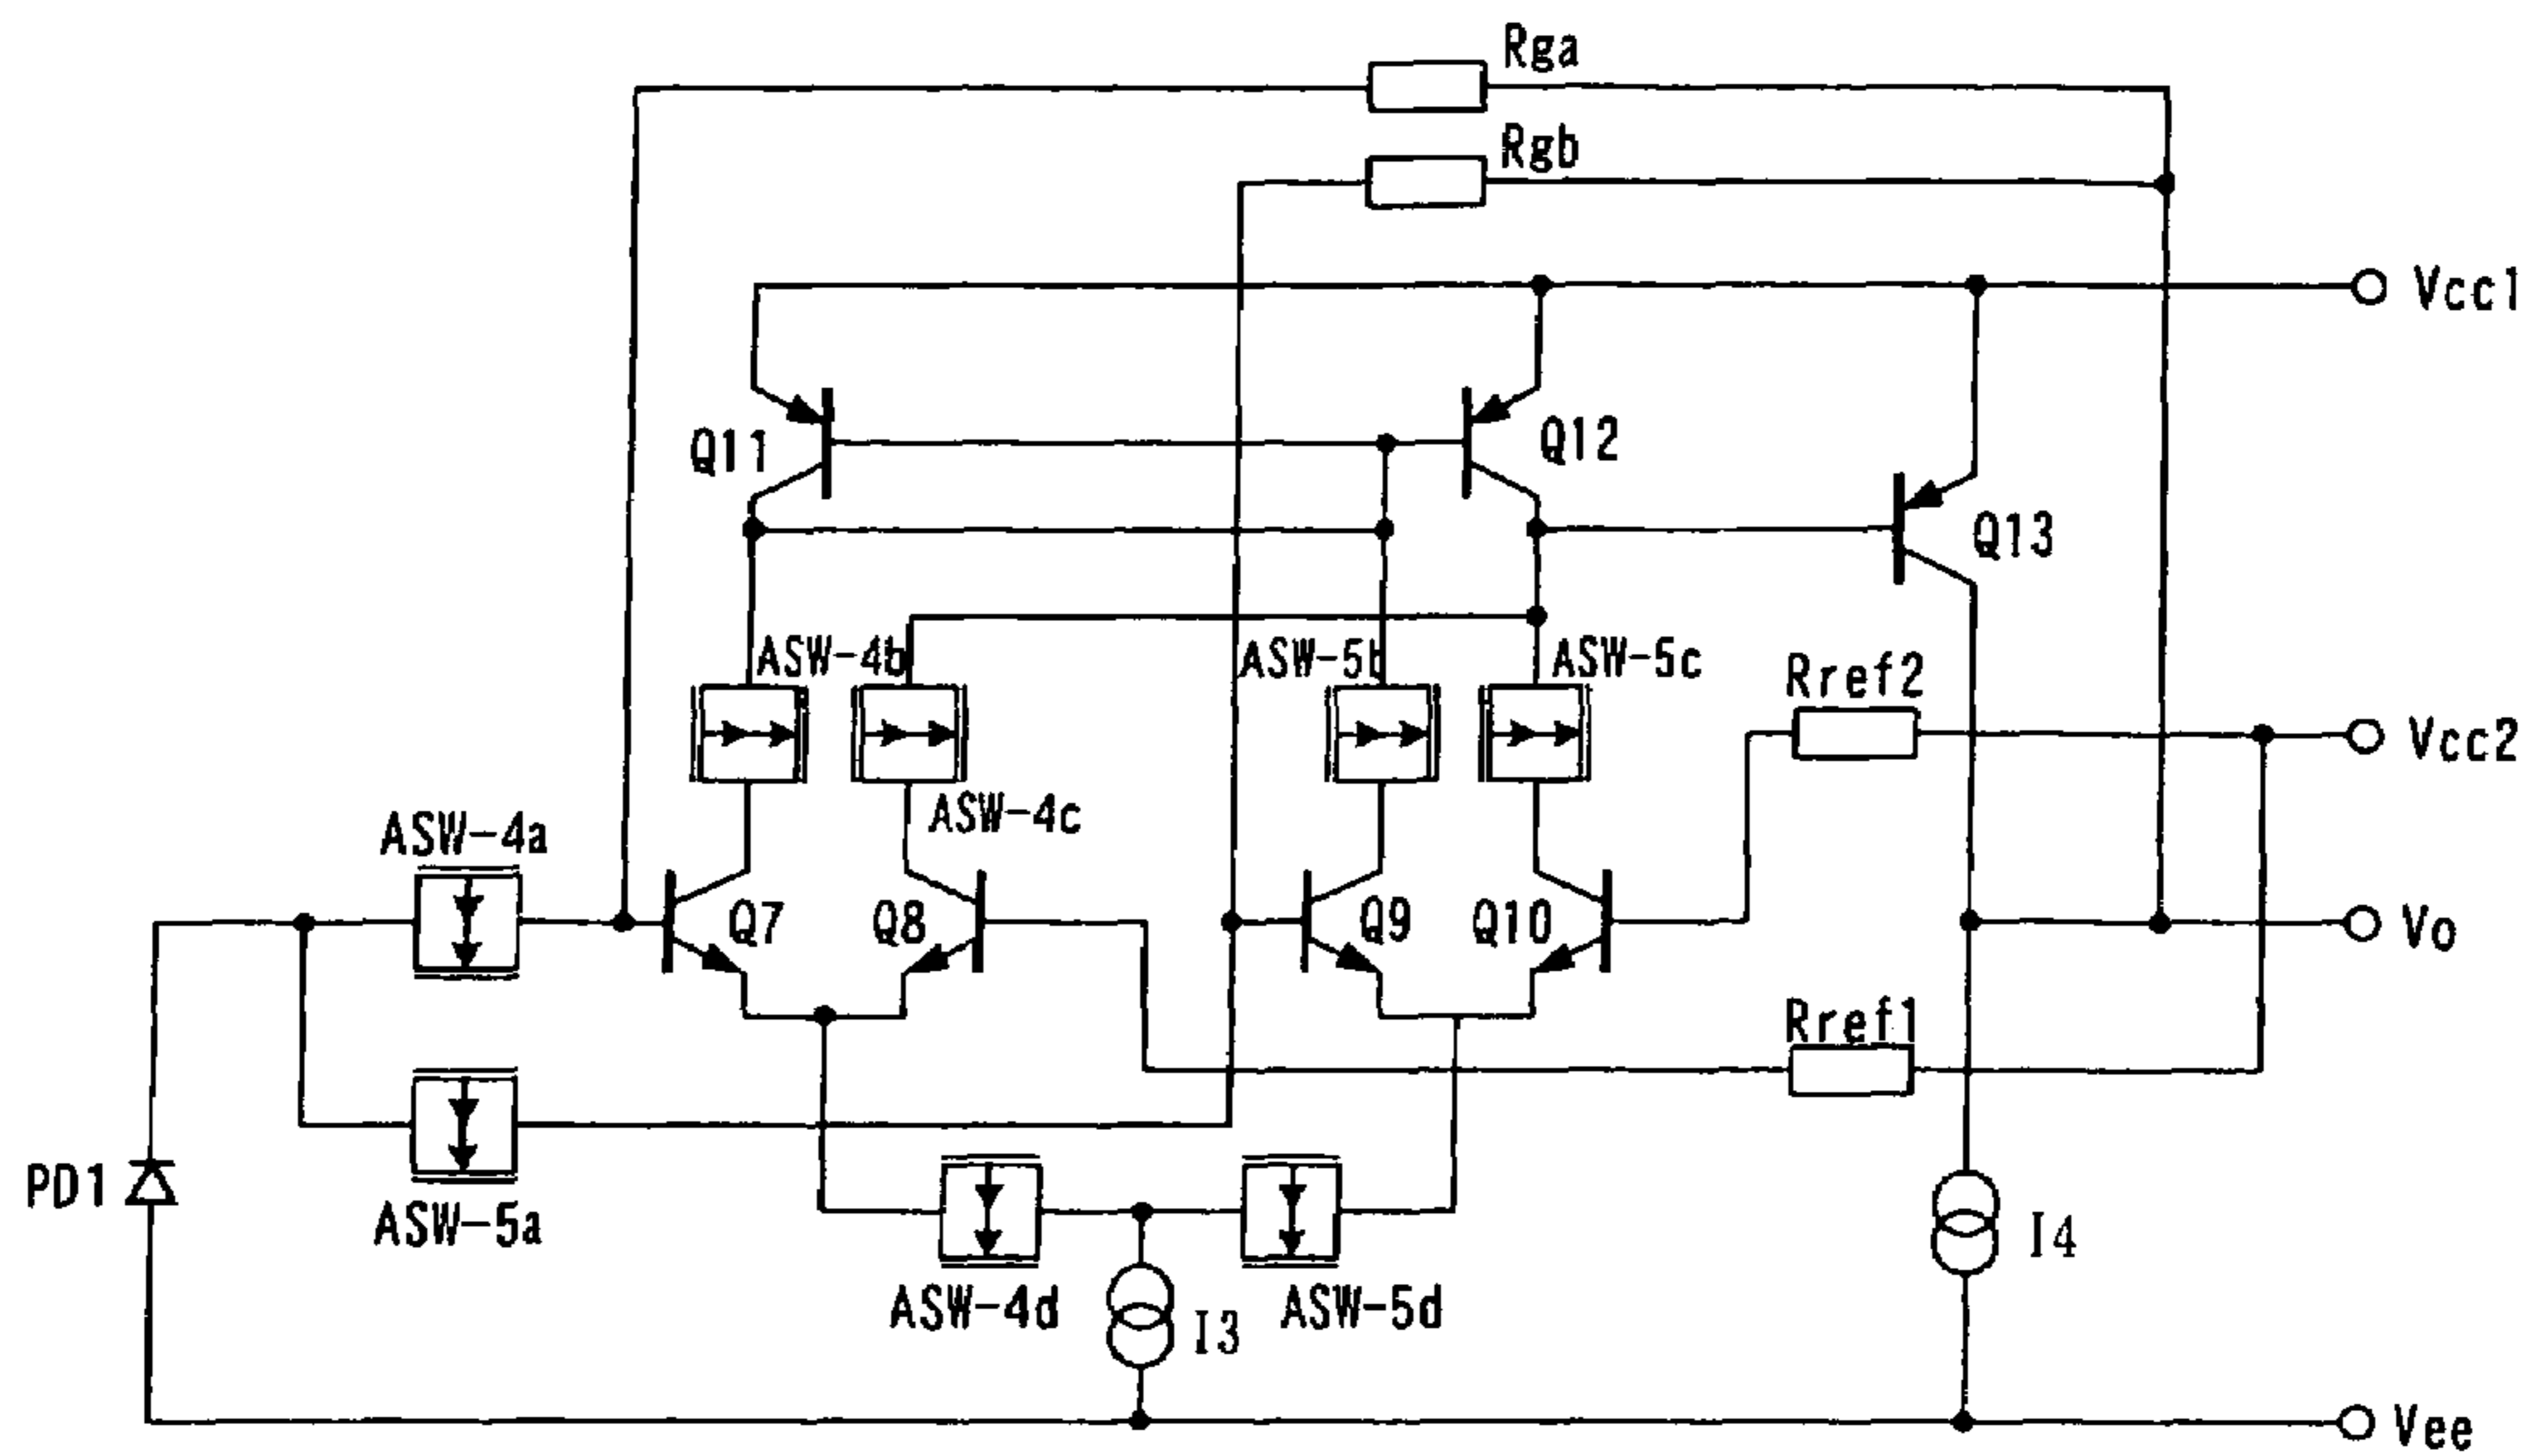 Rga
Rgb
Vcc1
Q11
Q12
Q13
ASW-4b
ASW-5b
ASW-5c
Rref2
Vcc2
ASW-4c
ASW-4a
Q7
Q8
Q9
Q10
Vo
Rref1
PD1
ASW-5a
I4
ASW-4d
I3
ASW-5d
Vee